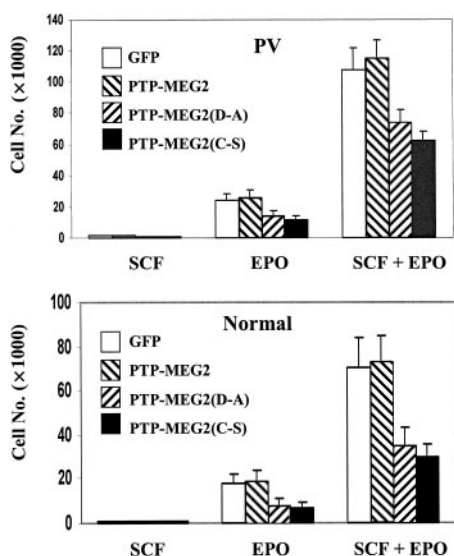 PV
Cell No. (×1000)
140
120
100
80
60
40
20
0
GFP
PTP-MEG2
PTP-MEG2(D-A)
PTP-MEG2(C-S)
SCF
EPO
SCF + EPO
Normal
Cell No. (×1000)
100
80
60
40
20
0
GFP
PTP-MEG2
PTP-MEG2(D-A)
PTP-MEG2(C-S)
SCF
EPO
SCF + EPO